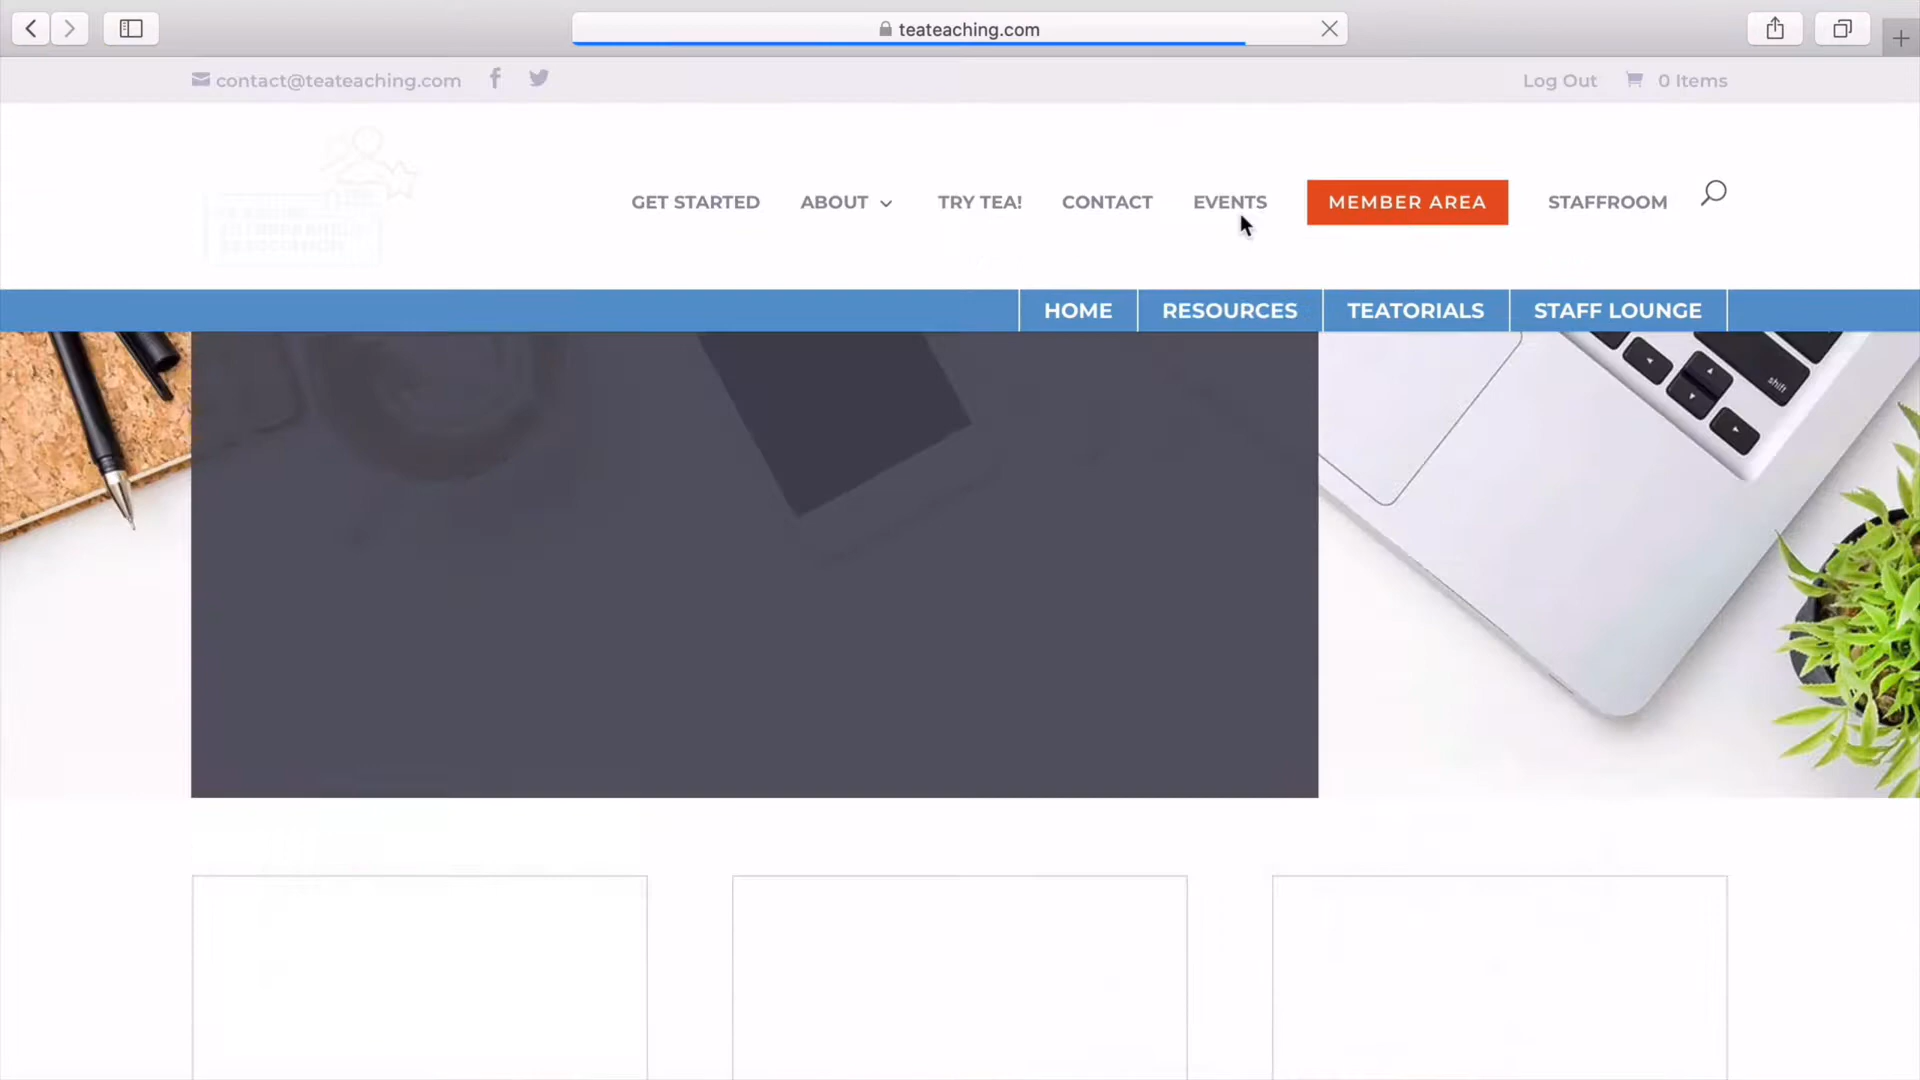 teateaching.com
contact@teateaching.com
Log Out
0 Items
GET STARTED
ABOUT
TRY TEA!
CONTACT
EVENTS
MEMBER AREA
STAFFROOM
HOME
RESOURCES
TEATORIALS
STAFF LOUNGE
shift